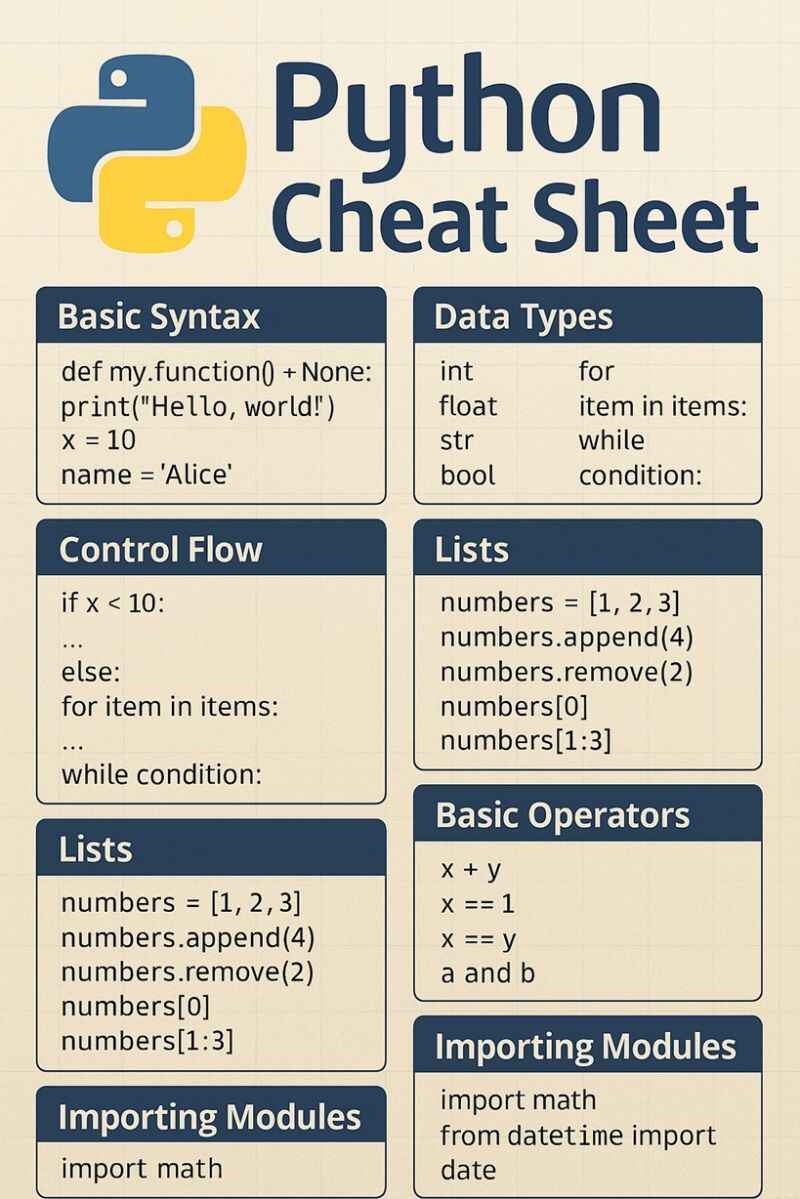 Python
Cheat Sheet
Basic Syntax
def my.function() + None:
print("Hello, world!")
x = 10
name = 'Alice'
Data Types
int
float
str
bool
for
item in items:
while
condition:
Control Flow
if x < 10:
...
else:
for item in items:
...
while condition:
Lists
numbers = [1, 2, 3]
numbers.append(4)
numbers.remove(2)
numbers[0]
numbers[1:3]
Lists
numbers = [1, 2, 3]
numbers.append(4)
numbers.remove(2)
numbers[0]
numbers[1:3]
Basic Operators
x + y
x == 1
x == y
a and b
Importing Modules
import math
Importing Modules
import math
from datetime import
date